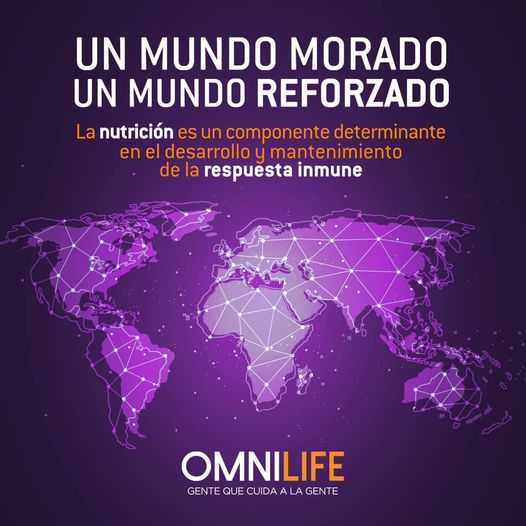 UN MUNDO MORADO
UN MUNDO REFORZADO
La nutrición es un componente determinante
en el desarrollo y mantenimiento
de la respuesta inmune
OMNILIFE
GENTE QUE CUIDA A LA GENTE